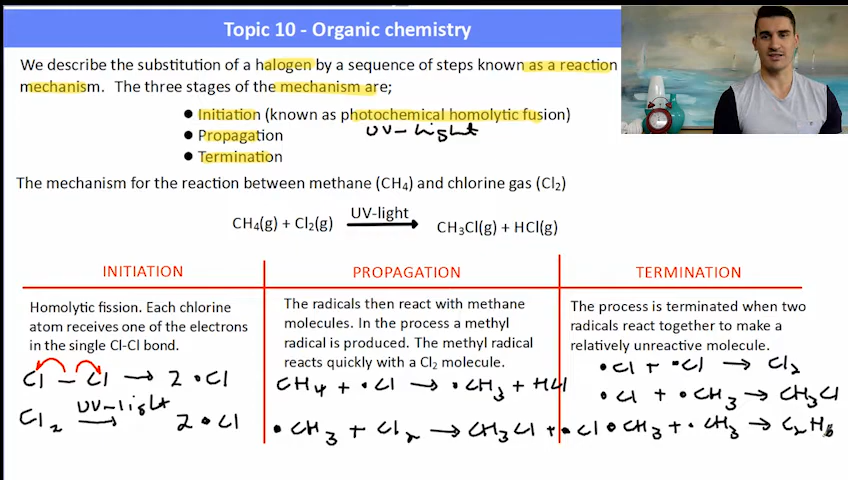 Topic 10 - Organic chemistry
We describe the substitution of a halogen by a sequence of steps known as a reaction
mechanism. The three stages of the mechanism are;
● Initiation (known as photochemical homolytic fusion)
UV-light
● Propagation
● Termination
The mechanism for the reaction between methane (CH4) and chlorine gas (Cl2)
CH4(g) + Cl2(g) UV-light → CH3Cl(g) + HCl(g)
INITIATION
Homolytic fission. Each chlorine
atom receives one of the electrons
in the single Cl-Cl bond.
Cl - Cl → 2 •Cl
Cl2 UV-light → 2 •Cl
PROPAGATION
The radicals then react with methane
molecules. In the process a methyl
radical is produced. The methyl radical
reacts quickly with a Cl2 molecule.
CH4 + •Cl → •CH3 + HCl
•CH3 + Cl2 → CH3Cl + •Cl
TERMINATION
The process is terminated when two
radicals react together to make a
relatively unreactive molecule.
•Cl + •Cl → Cl2
•Cl + •CH3 → CH3Cl
•CH3 + •CH3 → C2H6